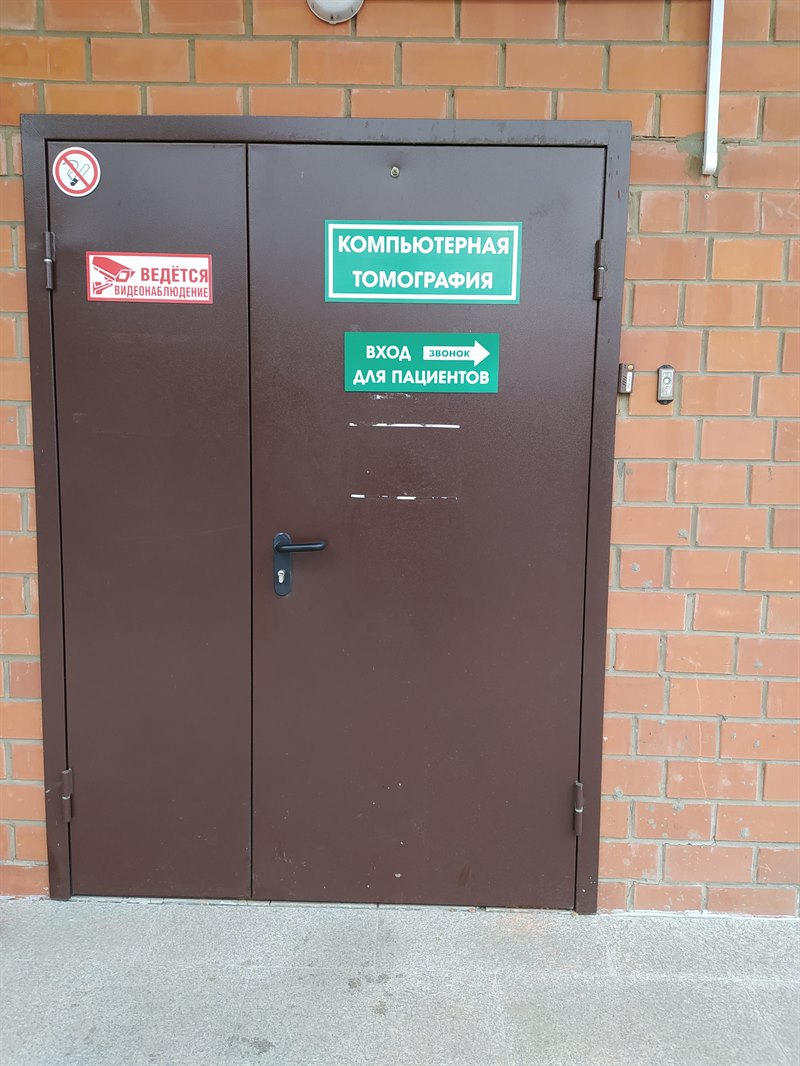 ВЕДЁТСЯ
ВИДЕОНАБЛЮДЕНИЕ
КОМПЬЮТЕРНАЯ
ТОМОГРАФИЯ
ВХОД ЗВОНОК
ДЛЯ ПАЦИЕНТОВ